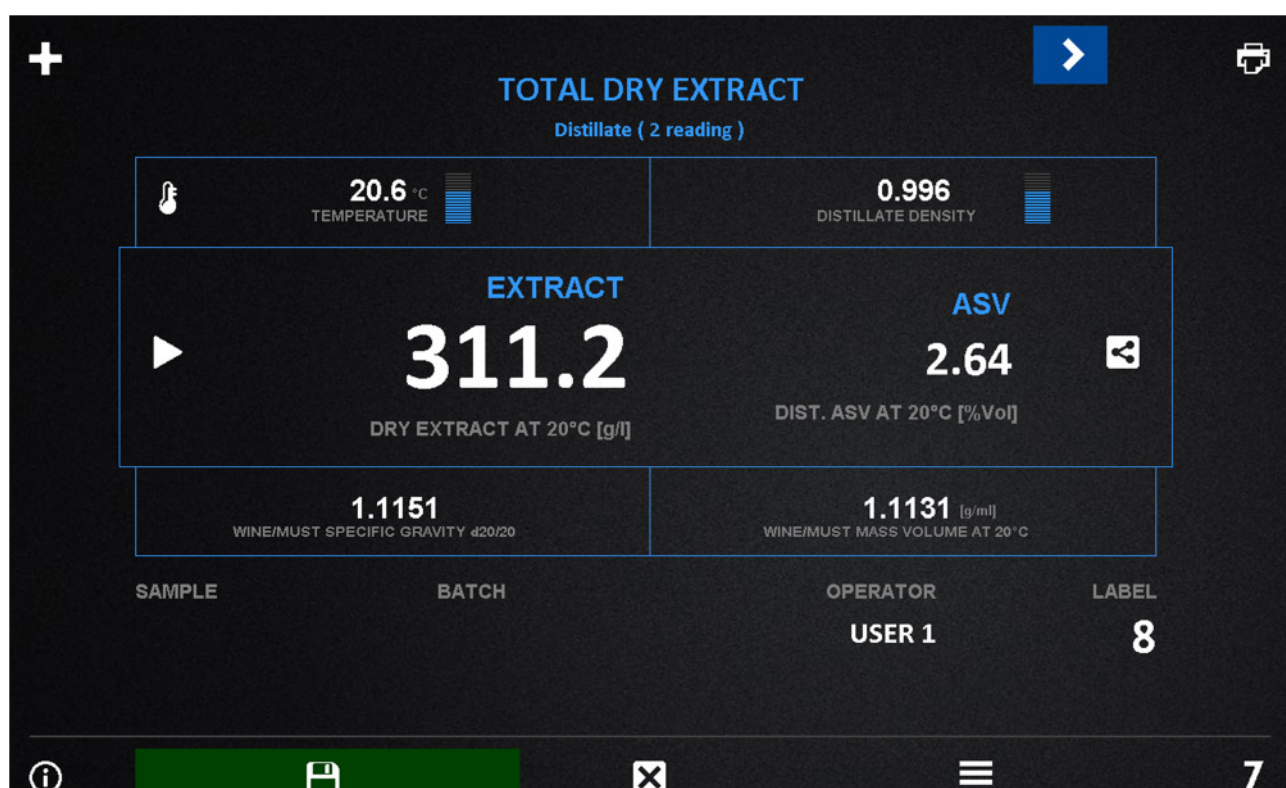 TOTAL DRY EXTRACT
Distillate ( 2 reading )
20.6 °C
TEMPERATURE
0.996
DISTILLATE DENSITY
EXTRACT
311.2
DRY EXTRACT AT 20°C [g/l]
ASV
2.64
DIST. ASV AT 20°C [%Vol]
1.1151
WINE/MUST SPECIFIC GRAVITY d20/20
1.1131 [g/ml]
WINE/MUST MASS VOLUME AT 20°C
SAMPLE BATCH OPERATOR LABEL
USER 1 8
7